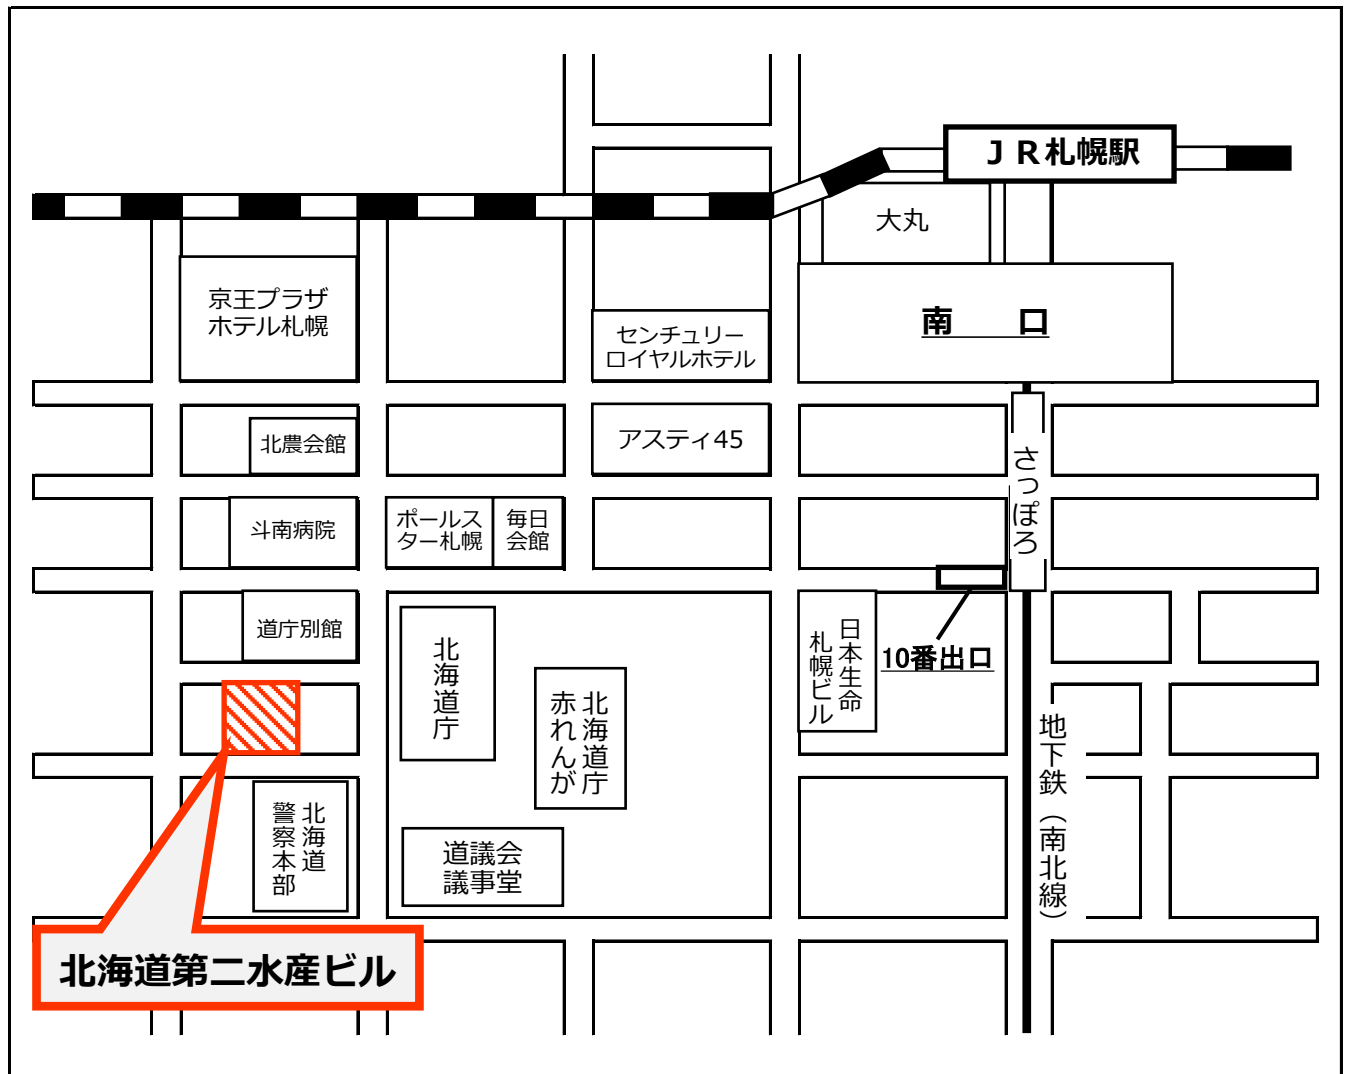 ＪＲ札幌駅
大丸
南　口
京王プラザ
ホテル札幌
センチュリー
ロイヤルホテル
北農会館
アスティ45
さっぽろ
斗南病院
ポールス
ター札幌
毎日
会館
道庁別館
北海道庁
北海道庁
赤れんが
日本生命
札幌ビル
10番出口
地下鉄（南北線）
北海道
警察本部
道議会
議事堂
北海道第二水産ビル